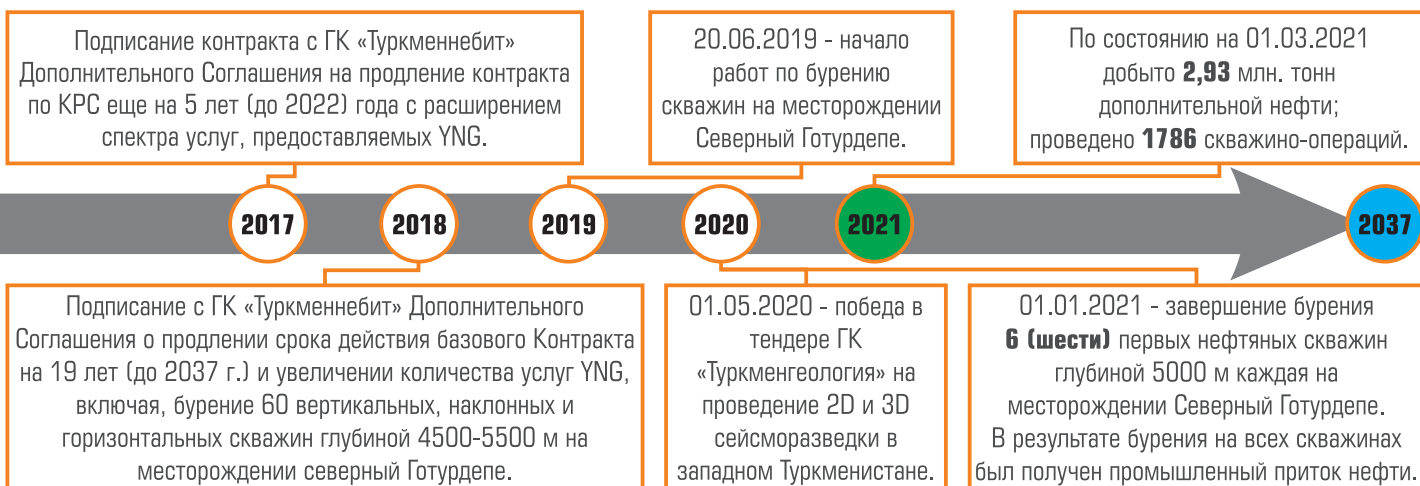 Подписание контракта с ГК «Туркменнебит»
Дополнительного Соглашения на продление контракта
по КРС еще на 5 лет (до 2022) года с расширением
спектра услуг, предоставляемых YNG.
20.06.2019 - начало
работ по бурению
скважин на месторождении
Северный Готурдепе.
По состоянию на 01.03.2021
добыто 2,93 млн. тонн
дополнительной нефти;
проведено 1786 скважино-операций.
2017
2018
2019
2020
2021
2037
Подписание с ГК «Туркменнебит» Дополнительного
Соглашения о продлении срока действия базового Контракта
на 19 лет (до 2037 г.) и увеличении количества услуг YNG,
включая, бурение 60 вертикальных, наклонных и
горизонтальных скважин глубиной 4500-5500 м на
месторождении северный Готурдепе.
01.05.2020 - победа в
тендере ГК
«Туркменгеология» на
проведение 2D и 3D
сейсморазведки в
западном Туркменистане.
01.01.2021 - завершение бурения
6 (шести) первых нефтяных скважин
глубиной 5000 м каждая на
месторождении Северный Готурдепе.
В результате бурения на всех скважинах
был получен промышленный приток нефти.